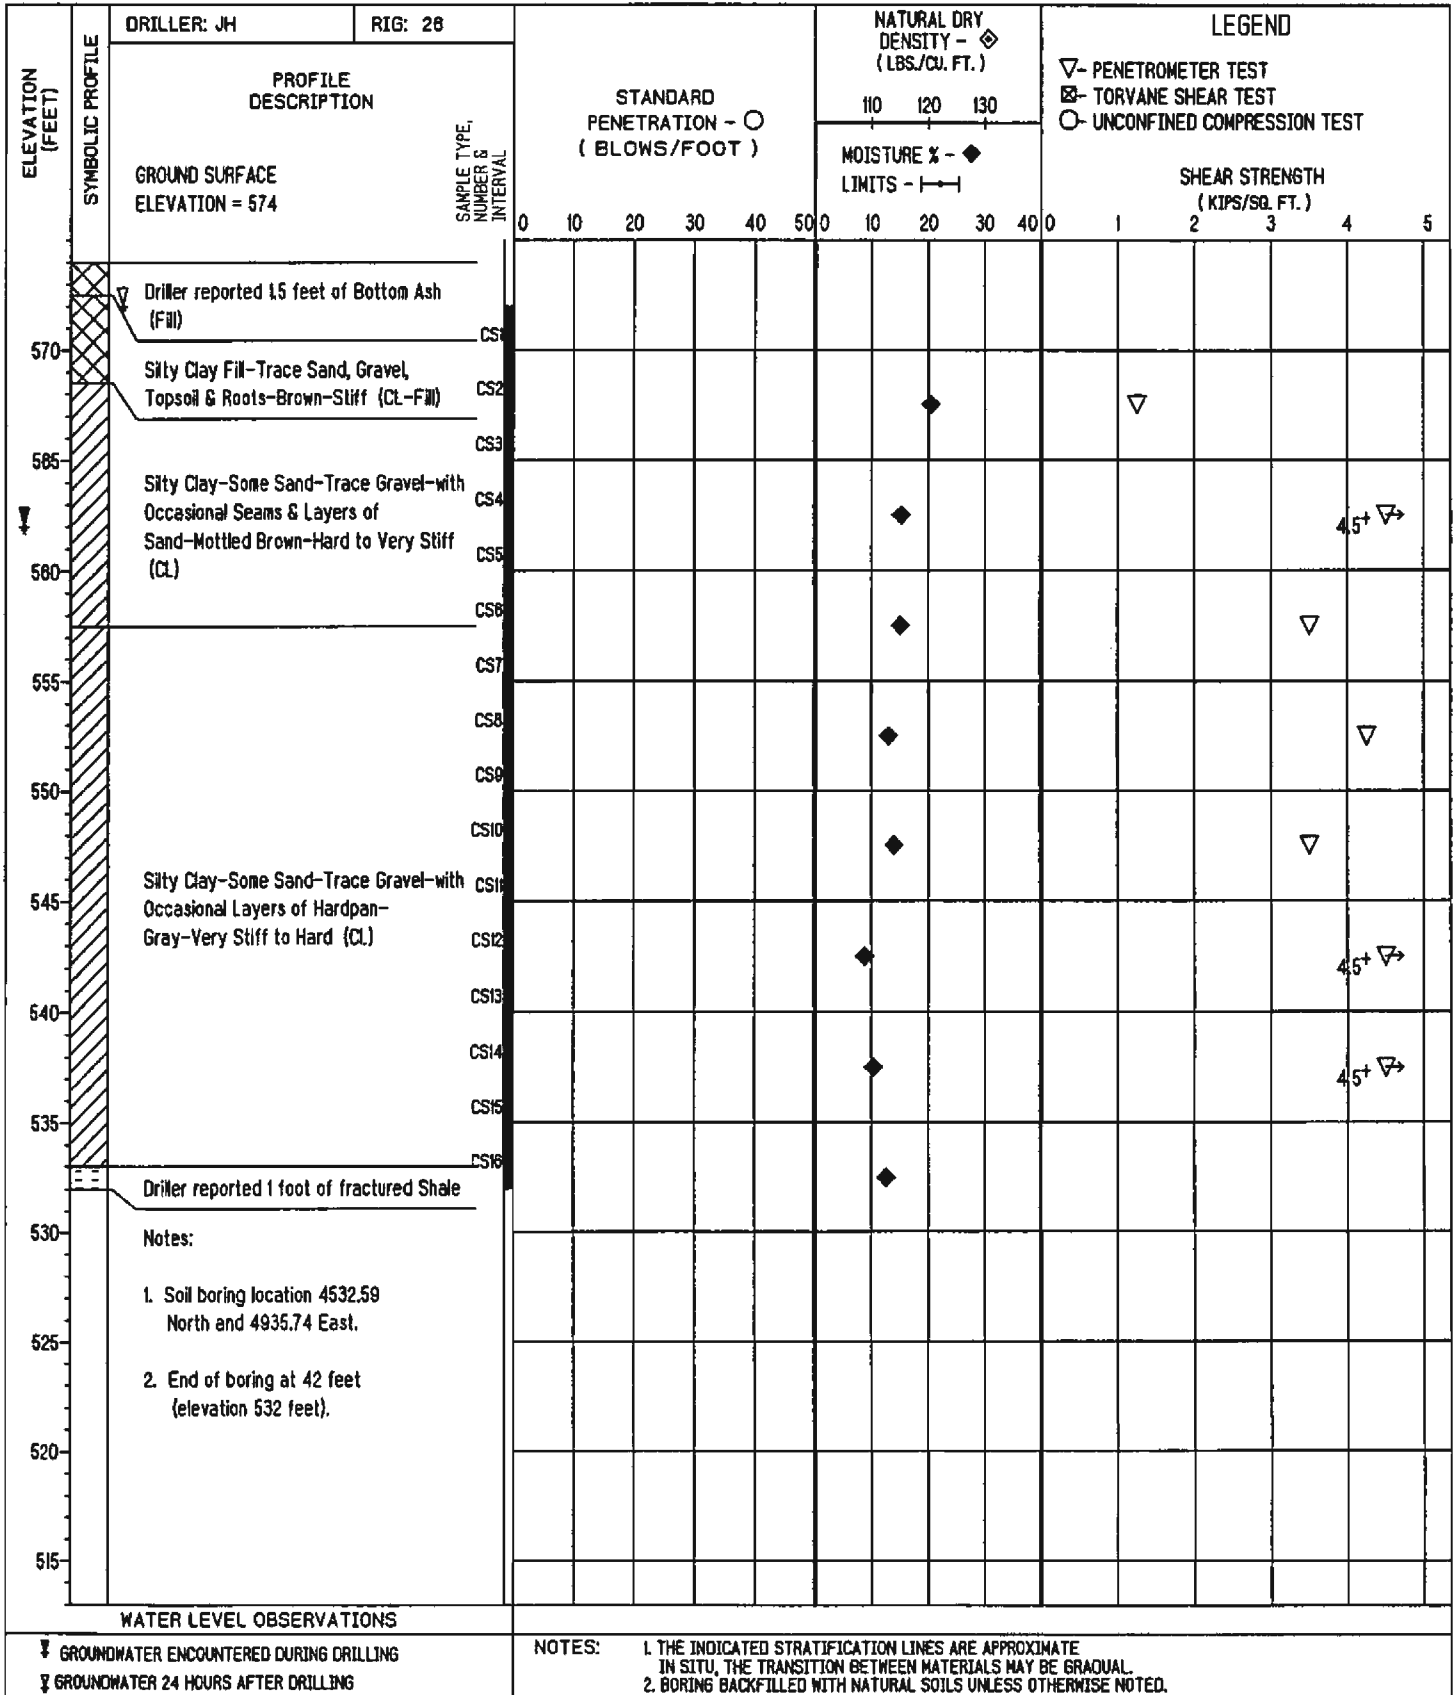 DRILLER: JH
RIG: 26
ELEVATION
(FEET)
SYMBOLIC PROFILE
PROFILE
DESCRIPTION
GROUND SURFACE
ELEVATION = 574
SAMPLE TYPE,
NUMBER &
INTERVAL
STANDARD
PENETRATION - O
( BLOWS/FOOT )
0 10 20 30 40 50
NATURAL DRY
DENSITY -
( LBS./CU. FT. )
110 120 130
MOISTURE % -
LIMITS -
0 10 20 30 40
LEGEND
- PENETROMETER TEST
- TORVANE SHEAR TEST
- UNCONFINED COMPRESSION TEST
SHEAR STRENGTH
( KIPS/SQ. FT. )
0 1 2 3 4 5
Driller reported 1.5 feet of Bottom Ash
(Fill)
CS1
570
Silty Clay Fill-Trace Sand, Gravel,
Topsoil & Roots-Brown-Stiff (CL-Fill)
CS2
CS3
565
Silty Clay-Some Sand-Trace Gravel-with
Occasional Seams & Layers of
Sand-Mottled Brown-Hard to Very Stiff
(CL)
CS4
4.5+
CS5
560
CS6
CS7
555
CS8
CS9
550
CS10
Silty Clay-Some Sand-Trace Gravel-with
Occasional Layers of Hardpan-
Gray-Very Stiff to Hard (CL)
CS11
545
CS12
4.5+
CS13
540
CS14
4.5+
CS15
535
CS16
Driller reported 1 foot of fractured Shale
530
Notes:
1. Soil boring location 4532.59
North and 4935.74 East.
525
2. End of boring at 42 feet
(elevation 532 feet).
520
515
WATER LEVEL OBSERVATIONS
GROUNDWATER ENCOUNTERED DURING DRILLING
GROUNDWATER 24 HOURS AFTER DRILLING
NOTES:
1. THE INDICATED STRATIFICATION LINES ARE APPROXIMATE
IN SITU, THE TRANSITION BETWEEN MATERIALS MAY BE GRADUAL.
2. BORING BACKFILLED WITH NATURAL SOILS UNLESS OTHERWISE NOTED.